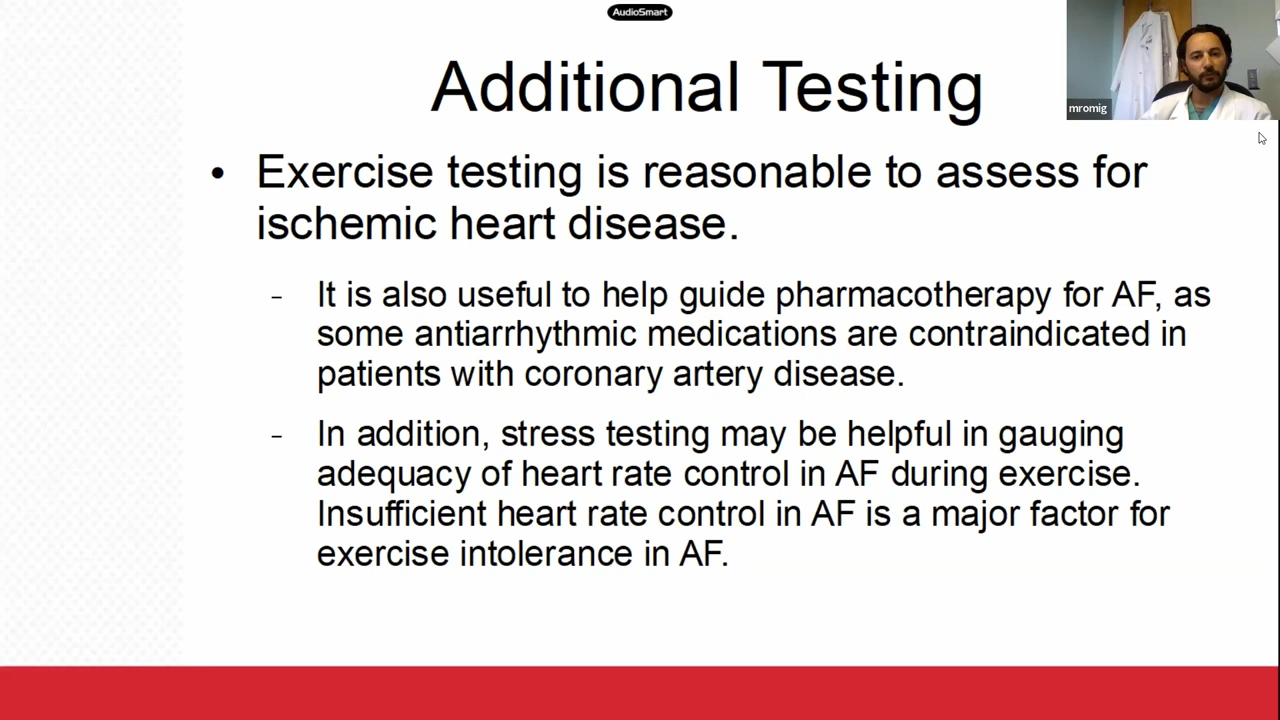 AudioSmart
Additional Testing
mromig
• Exercise testing is reasonable to assess for
ischemic heart disease.
– It is also useful to help guide pharmacotherapy for AF, as
some antiarrhythmic medications are contraindicated in
patients with coronary artery disease.
– In addition, stress testing may be helpful in gauging
adequacy of heart rate control in AF during exercise.
Insufficient heart rate control in AF is a major factor for
exercise intolerance in AF.